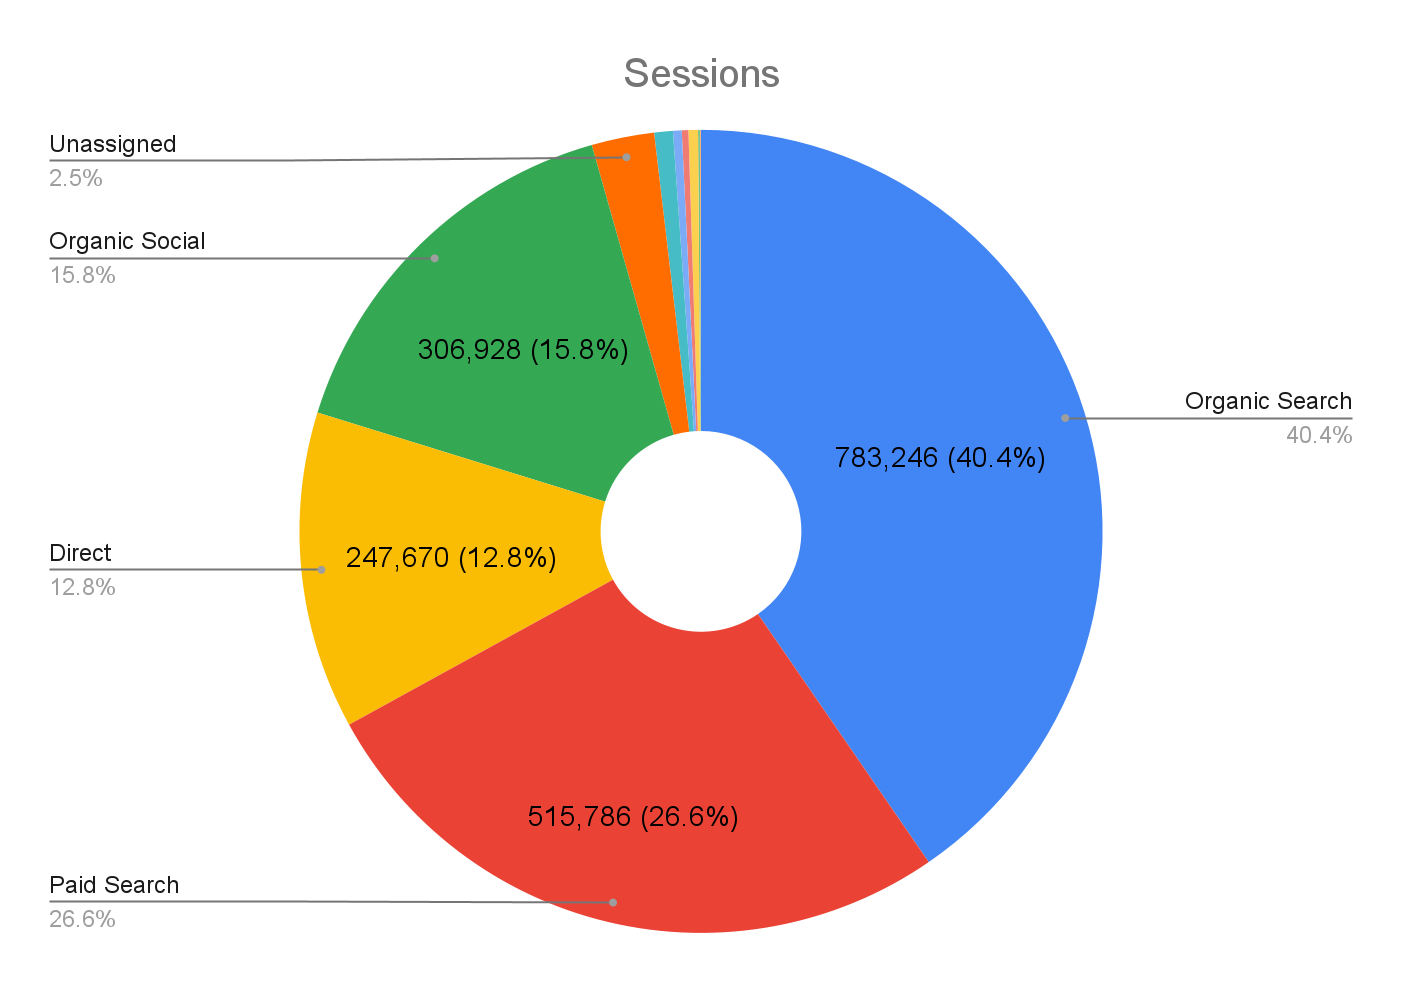 Sessions
Unassigned
2.5%
Organic Social
15.8%
306,928 (15.8%)
Organic Search
40.4%
783,246 (40.4%)
Direct
12.8%
247,670 (12.8%)
515,786 (26.6%)
Paid Search
26.6%